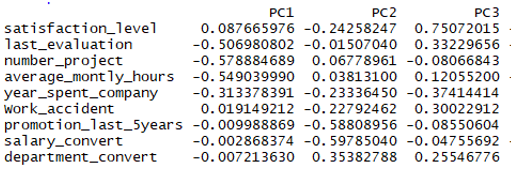 PC1 PC2 PC3
satisfaction_level 0.087665976 -0.24258247 0.75072015
last_evaluation -0.506980802 -0.01507040 0.33229656
number_project -0.578884689 0.06778961 -0.08066843
average_montly_hours -0.549039990 0.03813100 0.12055200
year_spent_company -0.313378391 -0.23336450 -0.37414414
Work_accident 0.019149212 -0.22792462 0.30022912
promotion_last_5years -0.009988869 -0.58808956 -0.08550604
salary_convert -0.002868374 -0.59785040 -0.04755692
department_convert -0.007213630 0.35382788 0.25546776